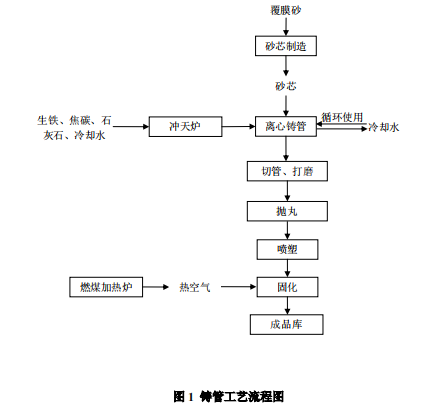 覆膜砂
砂芯制造
砂芯
生铁、焦碳、石
灰石、冷却水
冲天炉
离心铸管
循环使用
冷却水
切管、打磨
抛丸
喷塑
燃煤加热炉
热空气
固化
成品库
图 1 铸管工艺流程图